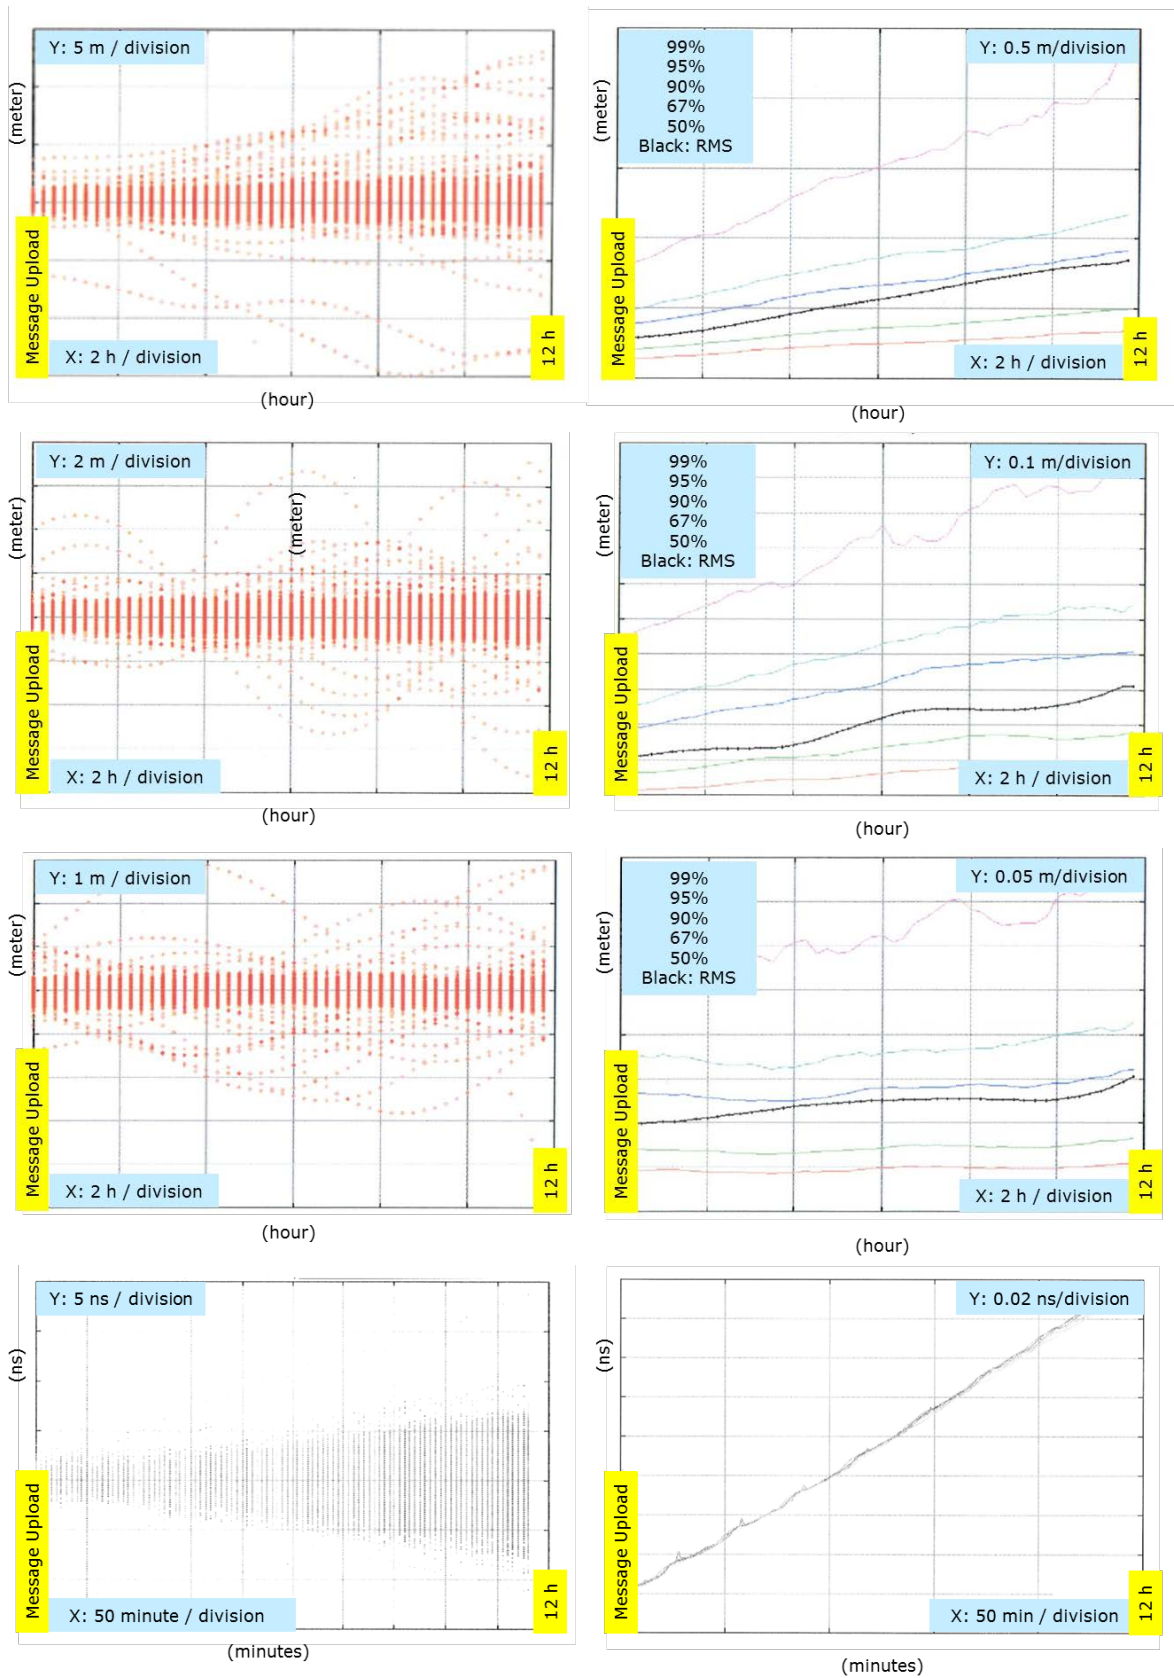 Y: 5 m / division
(meter)
Message Upload
X: 2 h / division
12 h
(hour)
99%
95%
90%
67%
50%
Black: RMS
Y: 0.5 m/division
(meter)
Message Upload
X: 2 h / division
12 h
(hour)
Y: 2 m / division
(meter)
(meter)
Message Upload
X: 2 h / division
12 h
(hour)
99%
95%
90%
67%
50%
Black: RMS
Y: 0.1 m/division
(meter)
Message Upload
X: 2 h / division
12 h
(hour)
Y: 1 m / division
(meter)
Message Upload
X: 2 h / division
12 h
(hour)
99%
95%
90%
67%
50%
Black: RMS
Y: 0.05 m/division
(meter)
Message Upload
X: 2 h / division
12 h
(hour)
Y: 5 ns / division
(ns)
Message Upload
X: 50 minute / division
12 h
(minutes)
Y: 0.02 ns/division
(ns)
Message Upload
X: 50 min / division
12 h
(minutes)